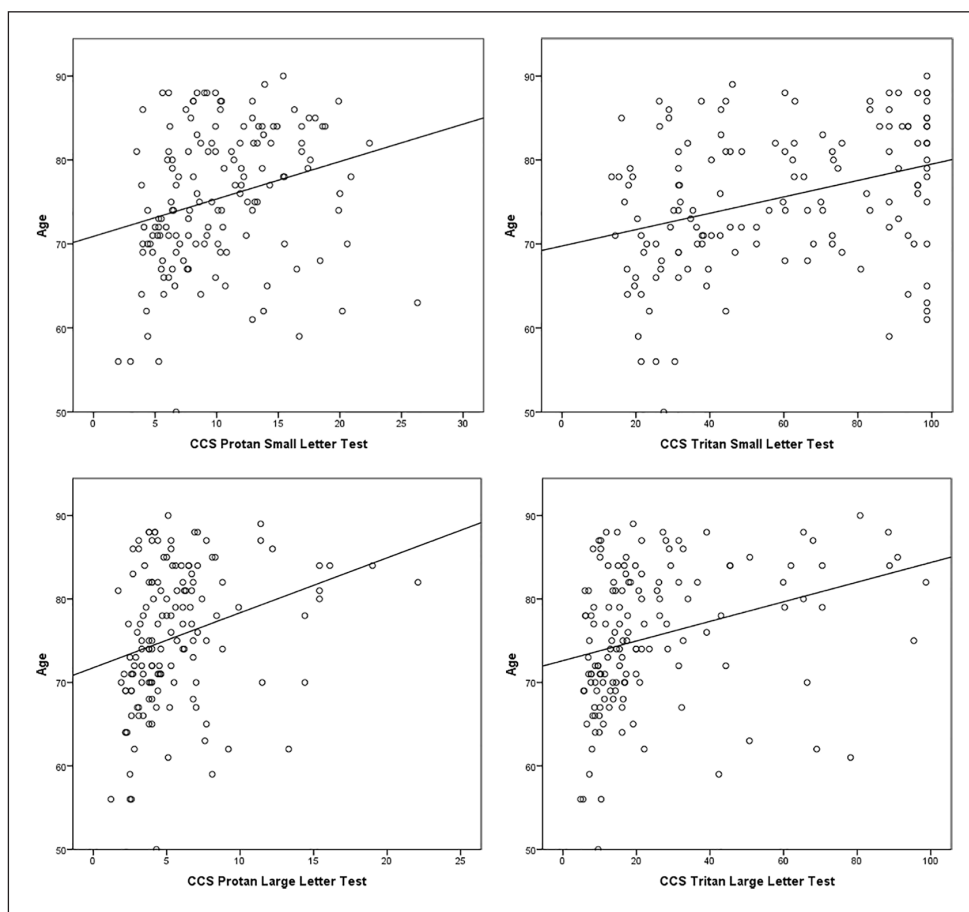 90
80
70
60
50
Age
0 5 10 15 20 25 30
CCS Protan Small Letter Test
90
80
70
60
50
Age
0 20 40 60 80 100
CCS Tritan Small Letter Test
90
80
70
60
50
Age
0 5 10 15 20 25
CCS Protan Large Letter Test
90
80
70
60
50
Age
0 20 40 60 80 100
CCS Tritan Large Letter Test